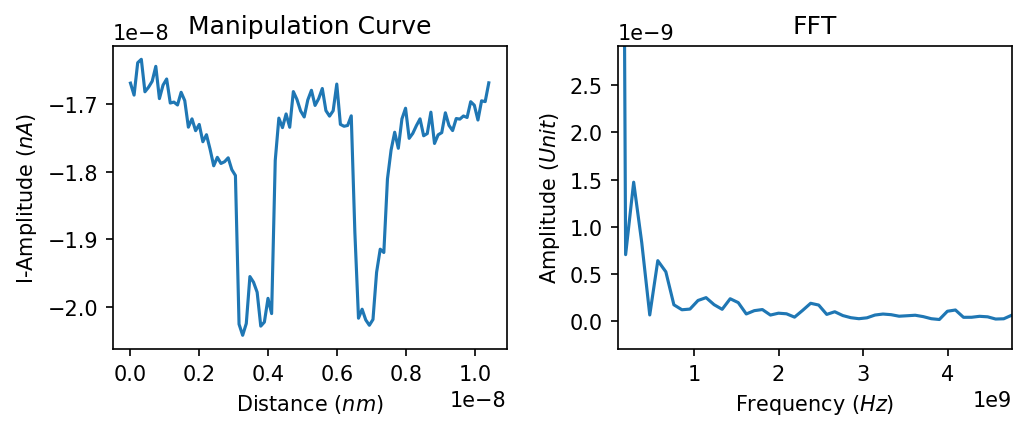 Manipulation Curve
1e−8
−1.7
−1.8
−1.9
−2.0
I-Amplitude (nA)
0.0 0.2 0.4 0.6 0.8 1.0
Distance (nm)
1e−8
FFT
1e−9
2.5
2.0
1.5
1.0
0.5
0.0
Amplitude (Unit)
1 2 3 4
Frequency (Hz)
1e9